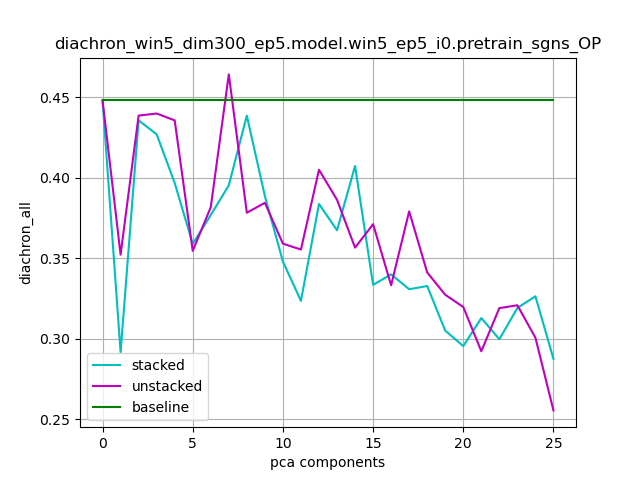 diachron_win5_dim300_ep5.model.win5_ep5_i0.pretrain_sgns_OP
0.45
0.40
0.35
0.30
0.25
diachron_all
stacked
unstacked
baseline
0 5 10 15 20 25
pca components